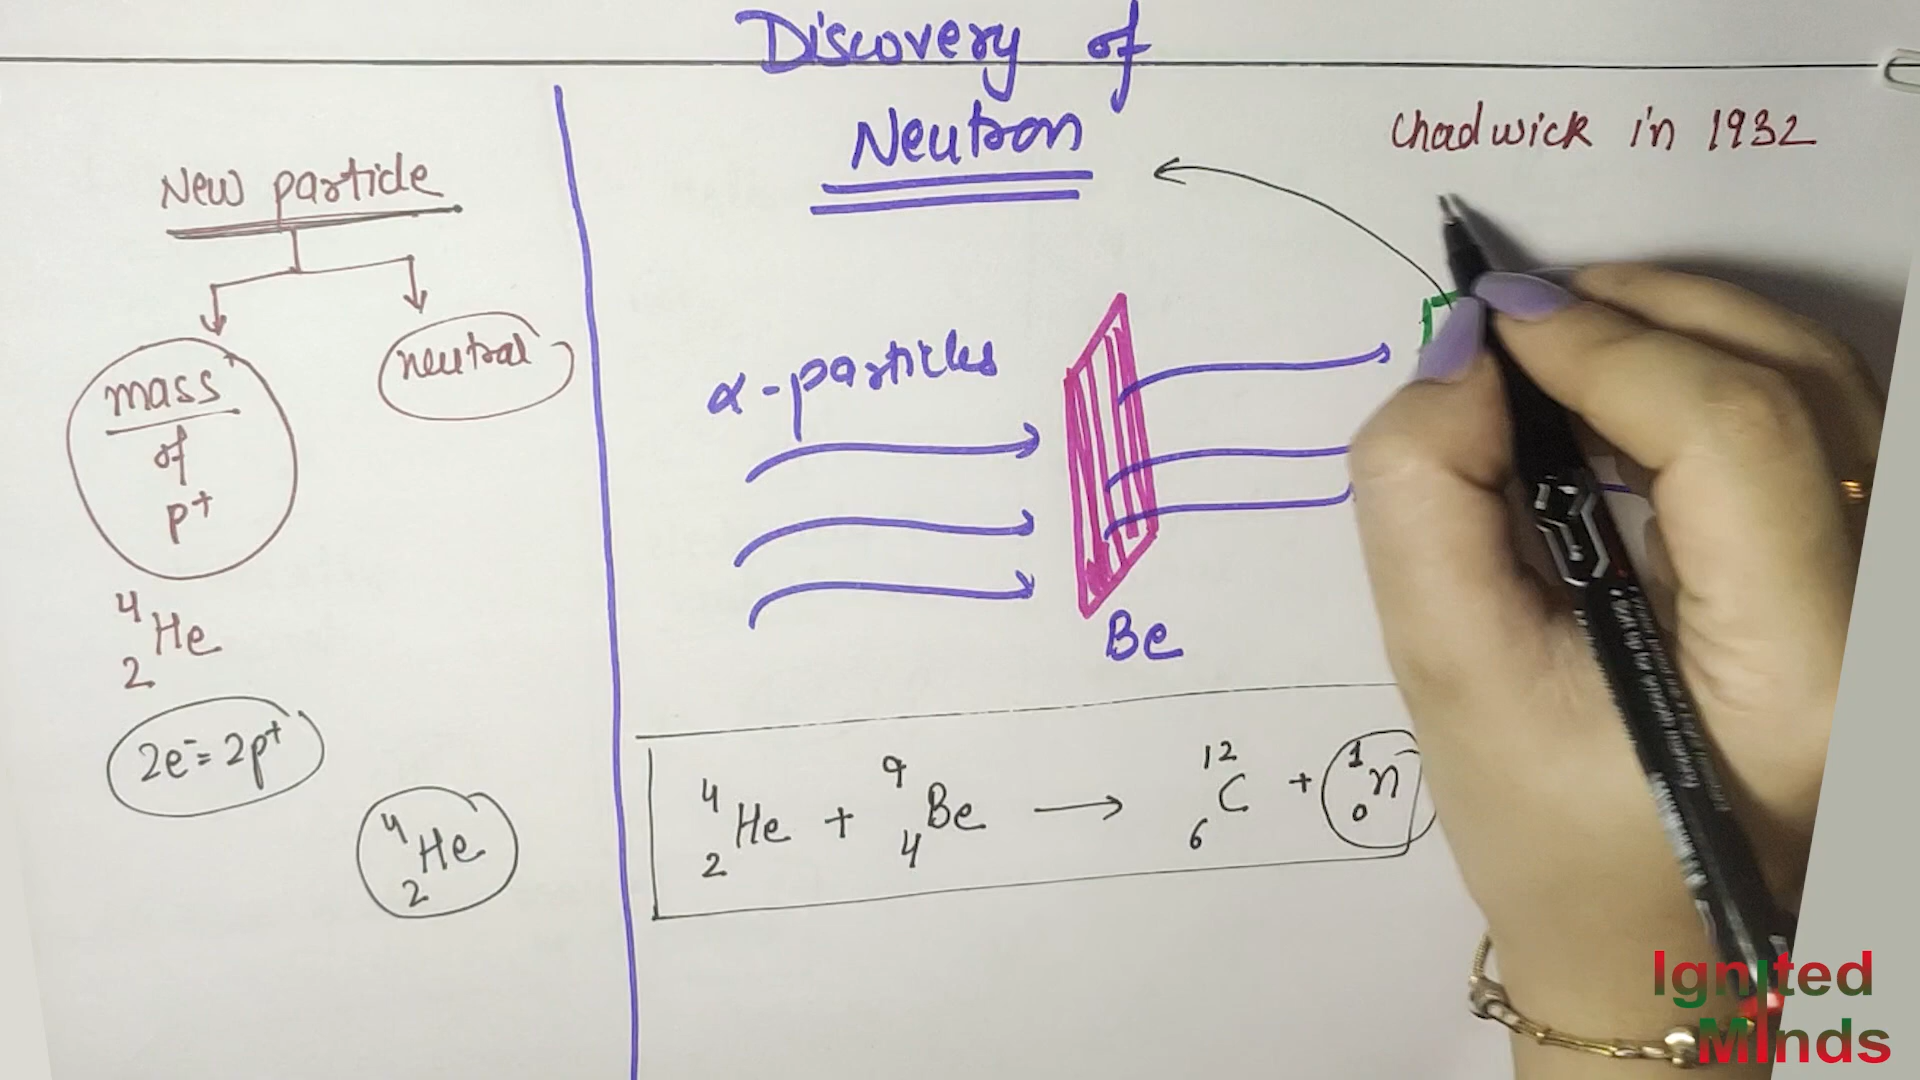 Discovery of
Neutron
Chadwick in 1932
New particle
mass
of
p⁺
neutral
⁴₂He
2e⁻ = 2p⁺
⁴₂He
α-particles
Be
⁴₂He + ⁹₄Be → ¹²₆C + ¹₀n
Ignited
Minds